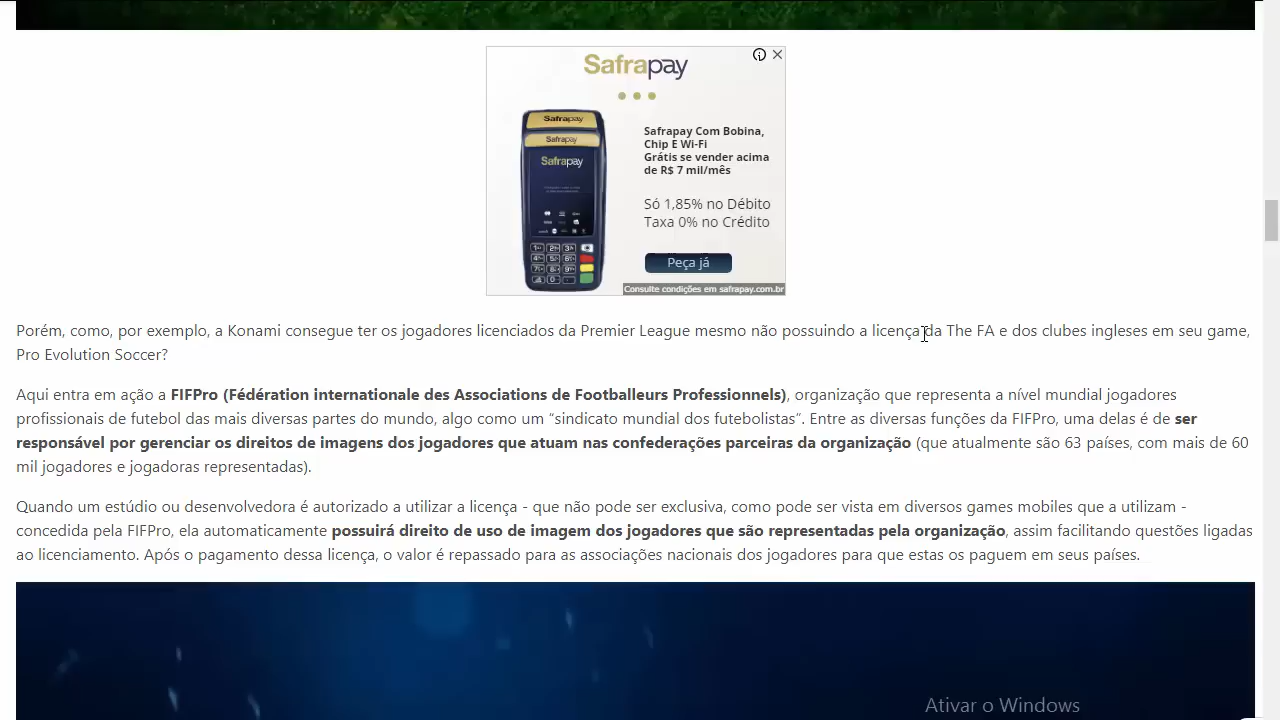 Safrapay
Safrapay
Safrapay
Safrapay
Safrapay Com Bobina,
Chip E Wi-Fi
Grátis se vender acima
de R$ 7 mil/mês
Só 1,85% no Débito
Taxa 0% no Crédito
Peça já
Consulte condições em safrapay.com.br
Porém, como, por exemplo, a Konami consegue ter os jogadores licenciados da Premier League mesmo não possuindo a licença da The FA e dos clubes ingleses em seu game,
Pro Evolution Soccer?
Aqui entra em ação a FIFPro (Fédération internationale des Associations de Footballeurs Professionnels), organização que representa a nível mundial jogadores
profissionais de futebol das mais diversas partes do mundo, algo como um “sindicato mundial dos futebolistas”. Entre as diversas funções da FIFPro, uma delas é de ser
responsável por gerenciar os direitos de imagens dos jogadores que atuam nas confederações parceiras da organização (que atualmente são 63 países, com mais de 60
mil jogadores e jogadoras representadas).
Quando um estúdio ou desenvolvedora é autorizado a utilizar a licença - que não pode ser exclusiva, como pode ser vista em diversos games mobiles que a utilizam -
concedida pela FIFPro, ela automaticamente possuirá direito de uso de imagem dos jogadores que são representadas pela organização, assim facilitando questões ligadas
ao licenciamento. Após o pagamento dessa licença, o valor é repassado para as associações nacionais dos jogadores para que estas os paguem em seus países.
Ativar o Windows